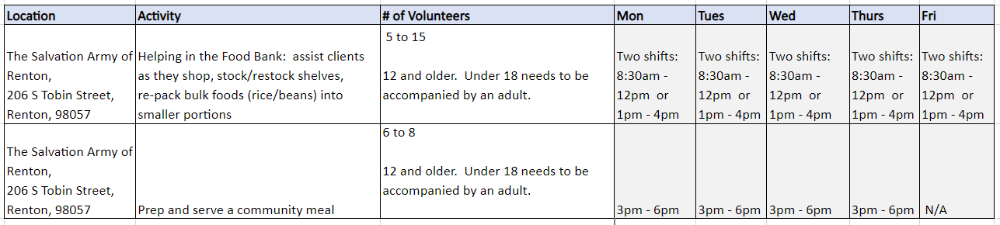 Location Activity # of Volunteers Mon Tues Wed Thurs Fri
5 to 15
The Salvation Army of Helping in the Food Bank:  assist clients Two shifts: Two shifts: Two shifts: Two shifts: Two shifts:
Renton, as they shop, stock/restock shelves, 12 and older.  Under 18 needs to be 8:30am - 8:30am - 8:30am - 8:30am - 8:30am -
206 S Tobin Street, re-pack bulk foods (rice/beans) into accompanied by an adult. 12pm  or 12pm  or 12pm  or 12pm  or 12pm  or
Renton, 98057 smaller portions 1pm - 4pm 1pm - 4pm 1pm - 4pm 1pm - 4pm 1pm - 4pm
6 to 8
The Salvation Army of
Renton, 12 and older.  Under 18 needs to be
206 S Tobin Street, accompanied by an adult.
Renton, 98057 Prep and serve a community meal 3pm - 6pm 3pm - 6pm 3pm - 6pm 3pm - 6pm N/A